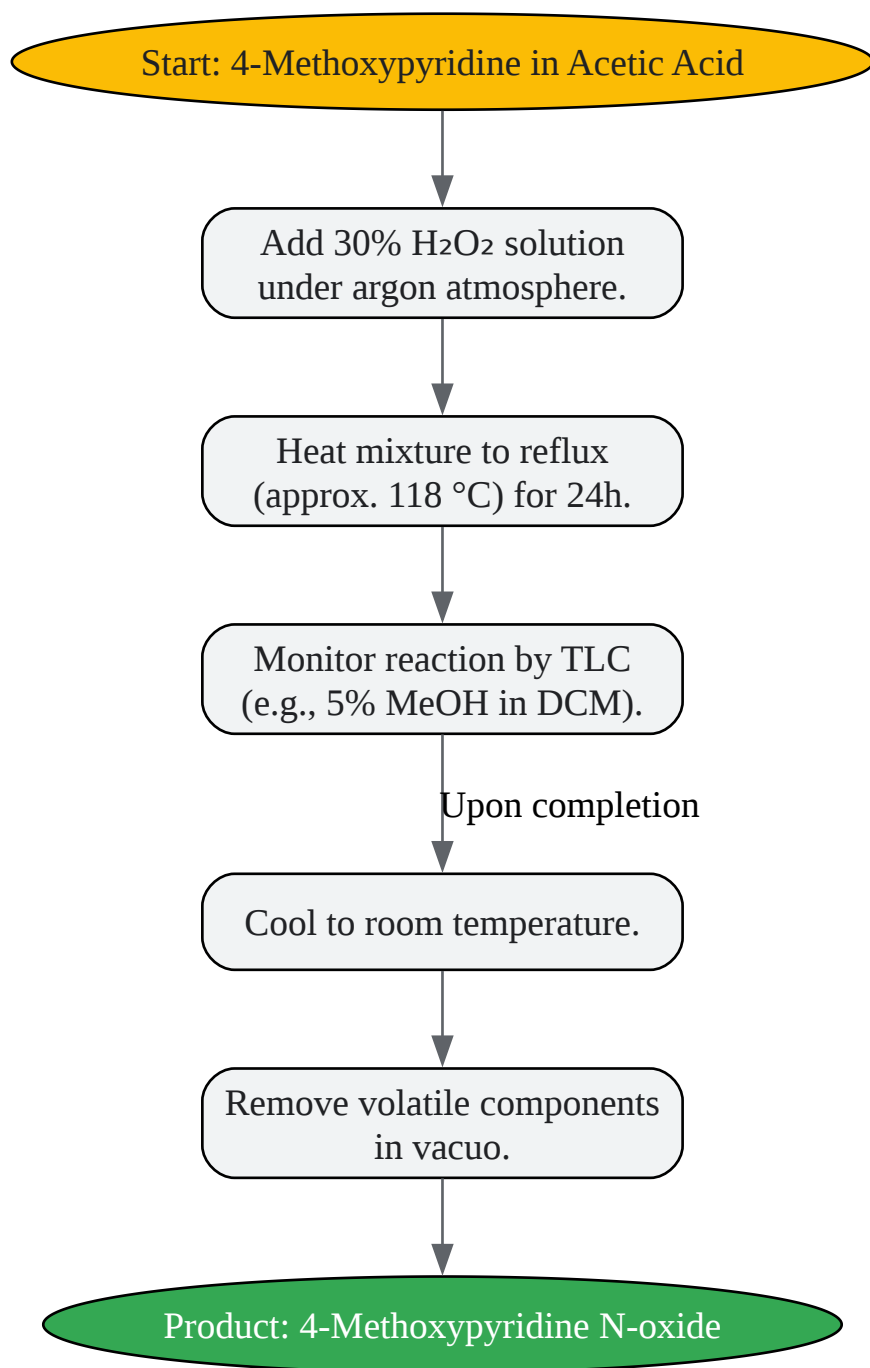 Start: 4-Methoxypyridine in Acetic Acid
Add 30% H₂O₂ solution
under argon atmosphere.
Heat mixture to reflux
(approx. 118 °C) for 24h.
Monitor reaction by TLC
(e.g., 5% MeOH in DCM).
Upon completion
Cool to room temperature.
Remove volatile components
in vacuo.
Product: 4-Methoxypyridine N-oxide